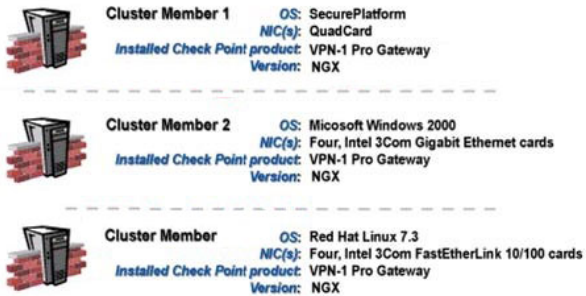 Cluster Member 1 OS: SecurePlatform
NIC(s): QuadCard
Installed Check Point product: VPN-1 Pro Gateway
Version: NGX
Cluster Member 2 OS: Micosoft Windows 2000
NIC(s): Four, Intel 3Com Gigabit Ethernet cards
Installed Check Point product: VPN-1 Pro Gateway
Version: NGX
Cluster Member OS: Red Hat Linux 7.3
NIC(s): Four, Intel 3Com FastEtherLink 10/100 cards
Installed Check Point product: VPN-1 Pro Gateway
Version: NGX